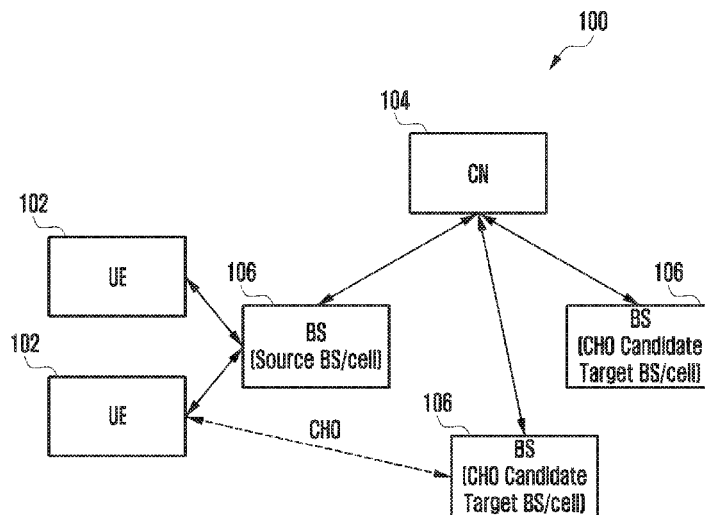 100
104
CN
102
UE
106
BS
(Source BS/cell)
106
BS
(CHO Candidate
Target BS/cell)
102
UE
CHO
106
BS
(CHO Candidate
Target BS/cell)